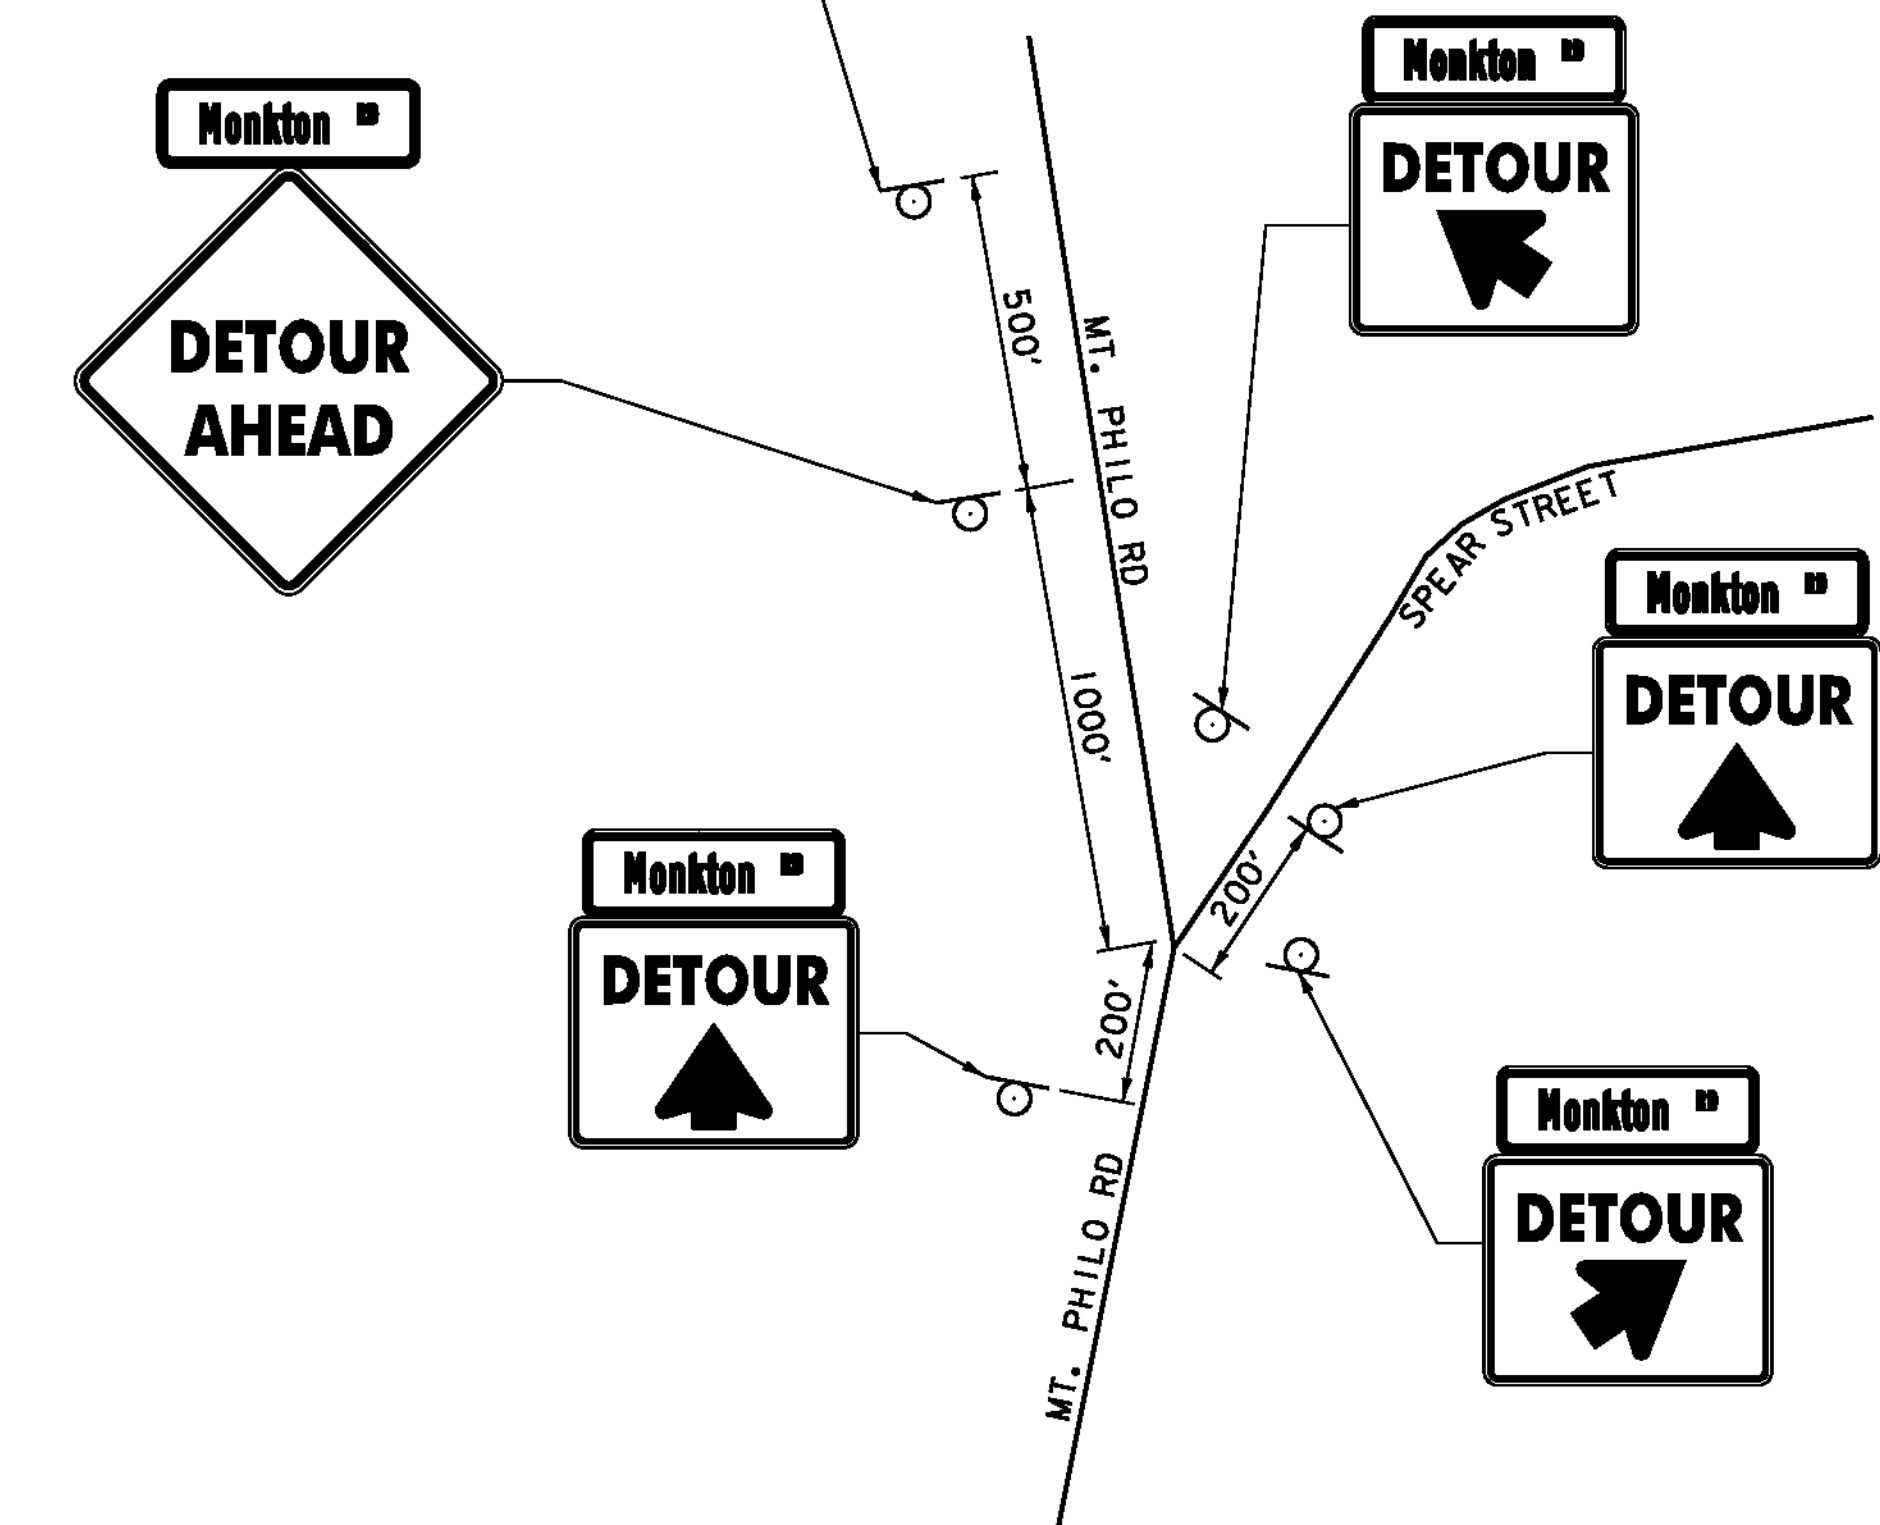 Monkton RD
DETOUR
AHEAD
Monkton RD
DETOUR
500'
MT. PHILO RD
SPEAR STREET
Monkton RD
DETOUR
1000'
200'
Monkton RD
DETOUR
200'
MT. PHILO RD
Monkton RD
DETOUR